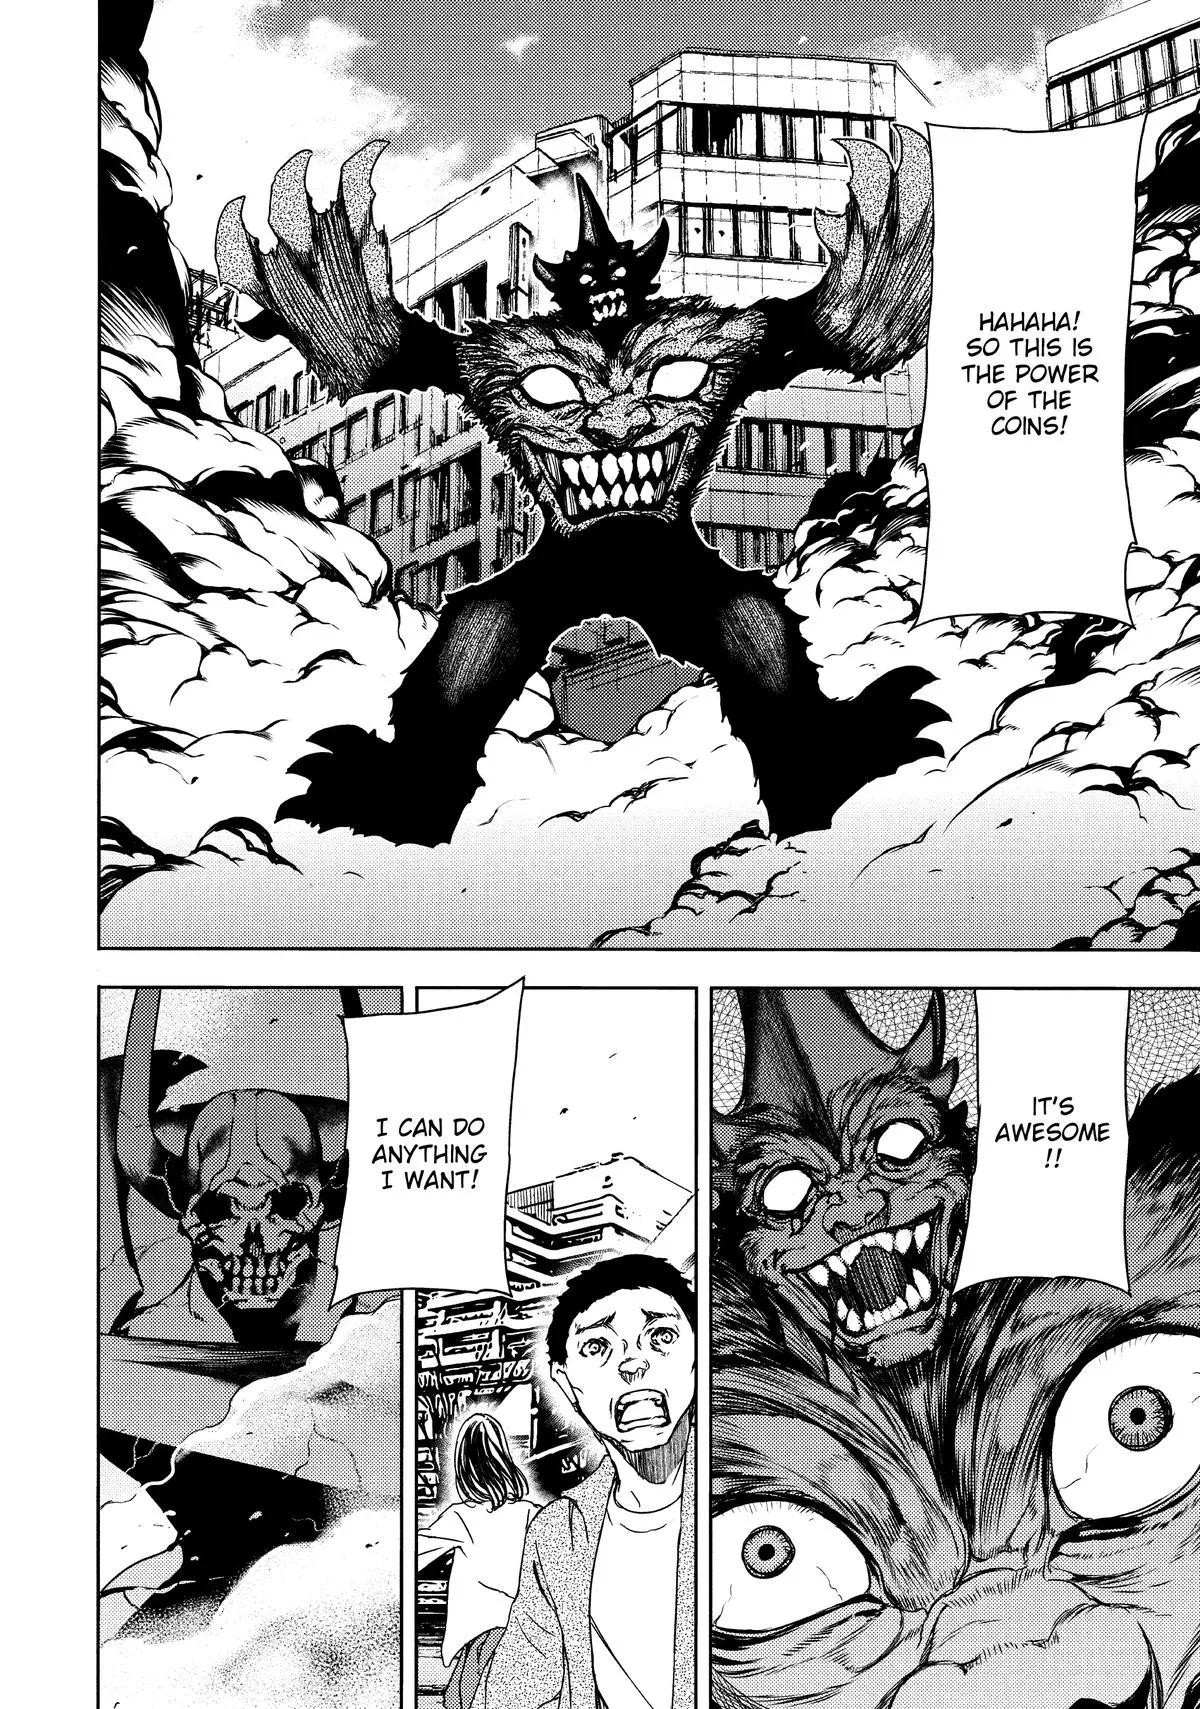 HAHAHA!
SO THIS IS
THE POWER
OF THE
COINS!
IT'S
AWESOME
!!
I CAN DO
ANYTHING
I WANT!